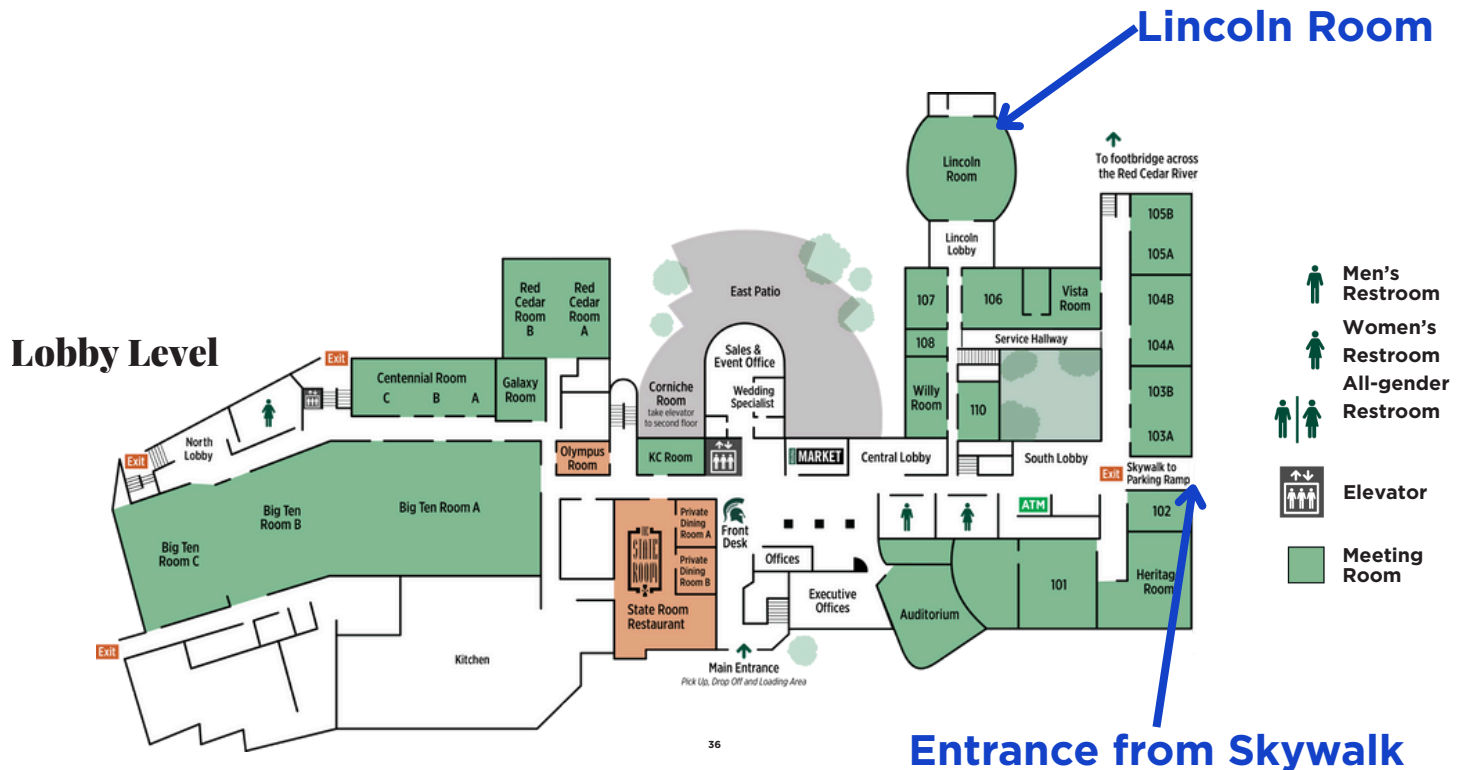 Lincoln Room
Lincoln
Room
To footbridge across
the Red Cedar River
105B
105A
Lincoln
Lobby
107
106
Vista
Room
104B
East Patio
Red
Cedar
Room
B
Red
Cedar
Room
A
108
Service Hallway
104A
Men's
Restroom
Women's
Restroom
All-gender
Restroom
Lobby Level
Exit
Sales &
Event Office
Wedding
Specialist
Centennial Room
C B A
Galaxy
Room
Corniche
Room
take elevator
to second floor
Willy
Room
110
103B
103A
North
Lobby
Exit
Olympus
Room
KC Room
MARKET
Central Lobby
South Lobby
Exit
Skywalk to
Parking Ramp
Elevator
Big Ten
Room C
Big Ten
Room B
Big Ten Room A
Private
Dining
Room A
Private
Dining
Room B
THE
STATE
ROOM
State Room
Restaurant
Front
Desk
ATM
102
Offices
Executive
Offices
Auditorium
101
Heritag
Room
Meeting
Room
Exit
Kitchen
Main Entrance
Pick Up, Drop Off and Loading Area
36
Entrance from Skywalk